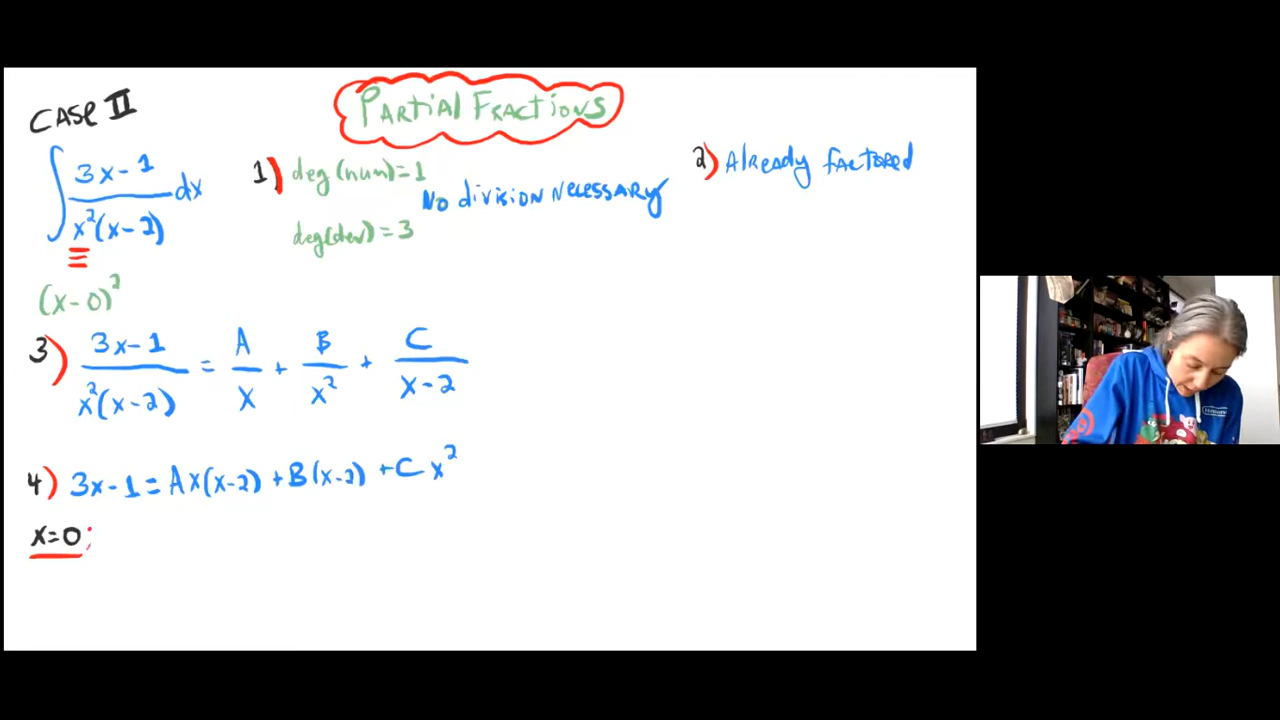 CASE II
Partial Fractions
∫ 3x-1 / x²(x-2) dx
1) deg(num)=1
No division necessary
deg(den)=3
2) Already factored
(x-0)²
3) 3x-1 / x²(x-2) = A/x + B/x² + C/x-2
4) 3x-1 = Ax(x-2) + B(x-2) + Cx²
x=0: